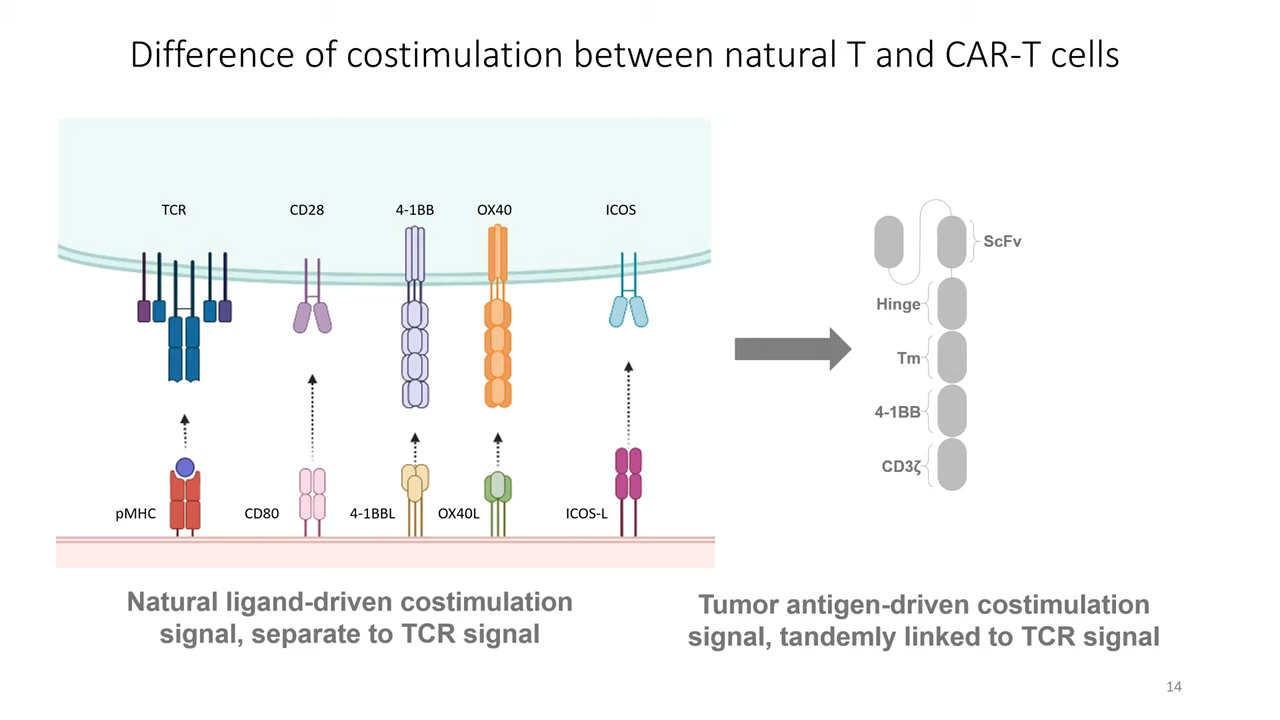 Difference of costimulation between natural T and CAR-T cells
TCR
CD28
4-1BB
OX40
ICOS
pMHC
CD80
4-1BBL
OX40L
ICOS-L
ScFv
Hinge
Tm
4-1BB
CD3ζ
Natural ligand-driven costimulation
signal, separate to TCR signal
Tumor antigen-driven costimulation
signal, tandemly linked to TCR signal
14